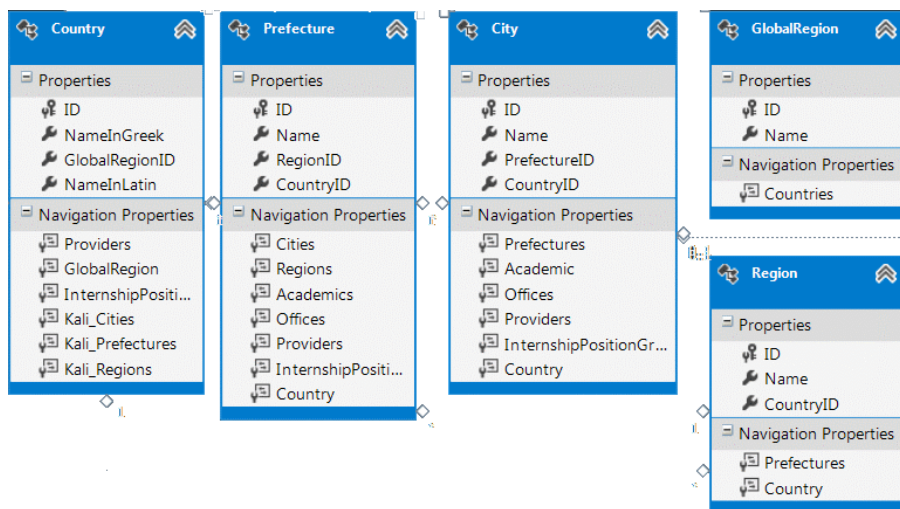 Country
Properties
ID
NameInGreek
GlobalRegionID
NameInLatin
Navigation Properties
Providers
GlobalRegion
InternshipPositi...
Kali_Cities
Kali_Prefectures
Kali_Regions
Prefecture
Properties
ID
Name
RegionID
CountryID
Navigation Properties
Cities
Regions
Academics
Offices
Providers
InternshipPositi...
Country
City
Properties
ID
Name
PrefectureID
CountryID
Navigation Properties
Prefectures
Academic
Offices
Providers
InternshipPositionGr...
Country
GlobalRegion
Properties
ID
Name
Navigation Properties
Countries
Region
Properties
ID
Name
CountryID
Navigation Properties
Prefectures
Country